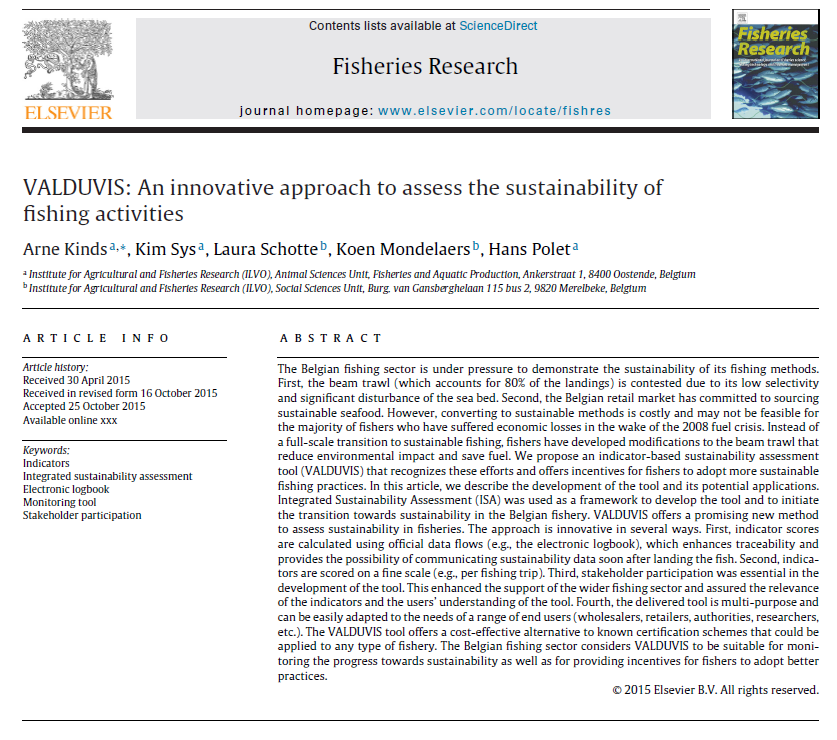 Contents lists available at ScienceDirect
Fisheries Research
journal homepage: www.elsevier.com/locate/fishres
ELSEVIER
Fisheries
Research
VALDUVIS: An innovative approach to assess the sustainability of
fishing activities
Arne Kinds a,*, Kim Sys a, Laura Schotte b, Koen Mondelaers b, Hans Polet a
a Institute for Agricultural and Fisheries Research (ILVO), Animal Sciences Unit, Fisheries and Aquatic Production, Ankerstraat 1, 8400 Oostende, Belgium
b Institute for Agricultural and Fisheries Research (ILVO), Social Sciences Unit, Burg. van Gansberghelaan 115 bus 2, 9820 Merelbeke, Belgium
ARTICLE INFO
Article history:
Received 30 April 2015
Received in revised form 16 October 2015
Accepted 25 October 2015
Available online xxx
Keywords:
Indicators
Integrated sustainability assessment
Electronic logbook
Monitoring tool
Stakeholder participation
ABSTRACT
The Belgian fishing sector is under pressure to demonstrate the sustainability of its fishing methods.
First, the beam trawl (which accounts for 80% of the landings) is contested due to its low selectivity
and significant disturbance of the sea bed. Second, the Belgian retail market has committed to sourcing
sustainable seafood. However, converting to sustainable methods is costly and may not be feasible for
the majority of fishers who have suffered economic losses in the wake of the 2008 fuel crisis. Instead of
a full-scale transition to sustainable fishing, fishers have developed modifications to the beam trawl that
reduce environmental impact and save fuel. We propose an indicator-based sustainability assessment
tool (VALDUVIS) that recognizes these efforts and offers incentives for fishers to adopt more sustainable
fishing practices. In this article, we describe the development of the tool and its potential applications.
Integrated Sustainability Assessment (ISA) was used as a framework to develop the tool and to initiate
the transition towards sustainability in the Belgian fishery. VALDUVIS offers a promising new method
to assess sustainability in fisheries. The approach is innovative in several ways. First, indicator scores
are calculated using official data flows (e.g., the electronic logbook), which enhances traceability and
provides the possibility of communicating sustainability data soon after landing the fish. Second, indica-
tors are scored on a fine scale (e.g., per fishing trip). Third, stakeholder participation was essential in the
development of the tool. This enhanced the support of the wider fishing sector and assured the relevance
of the indicators and the users' understanding of the tool. Fourth, the delivered tool is multi-purpose and
can be easily adapted to the needs of a range of end users (wholesalers, retailers, authorities, researchers,
etc.). The VALDUVIS tool offers a cost-effective alternative to known certification schemes that could be
applied to any type of fishery. The Belgian fishing sector considers VALDUVIS to be suitable for moni-
toring the progress towards sustainability as well as for providing incentives for fishers to adopt better
practices.
© 2015 Elsevier B.V. All rights reserved.